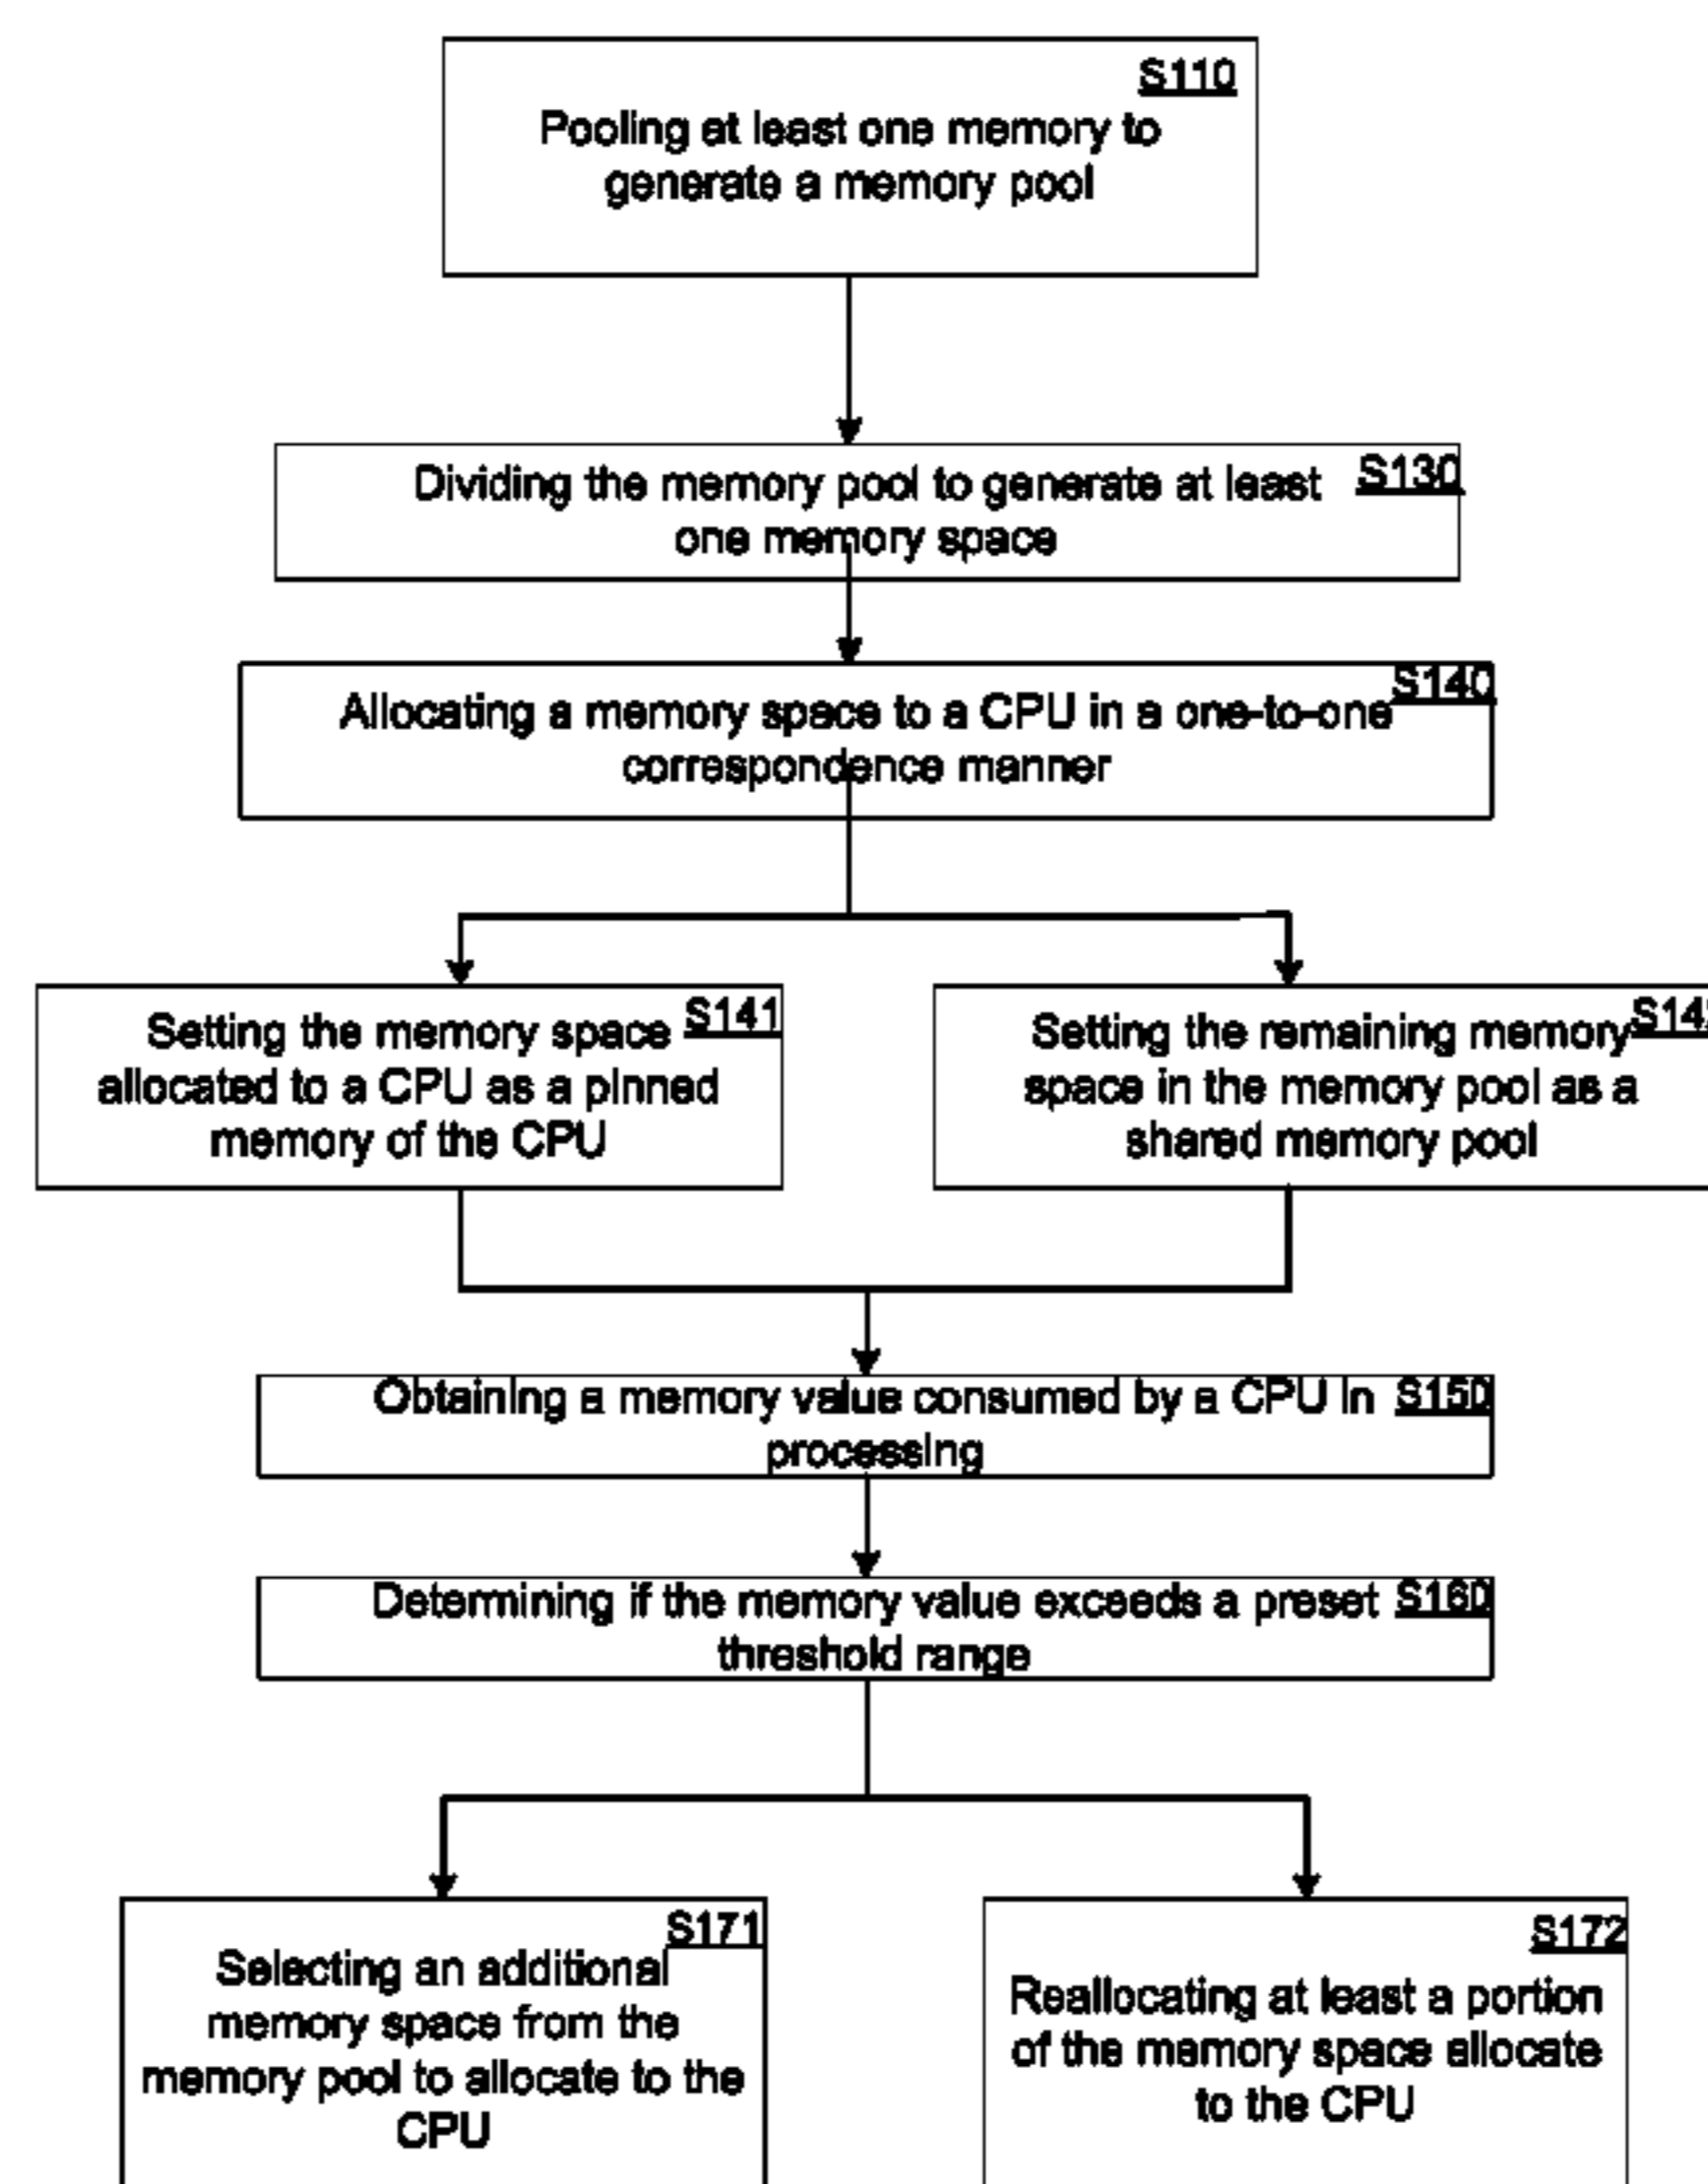 S110
Pooling at least one memory to
generate a memory pool
S130
Dividing the memory pool to generate at least
one memory space
S140
Allocating a memory space to a CPU in a one-to-one
correspondence manner
S141
Setting the memory space
allocated to a CPU as a pinned
memory of the CPU
Setting the remaining memory
space in the memory pool as a
shared memory pool
Obtaining a memory value consumed by a CPU in S150
processing
Determining if the memory value exceeds a preset S160
threshold range
S171
Selecting an additional
memory space from the
memory pool to allocate to the
CPU
S172
Reallocating at least a portion
of the memory space allocate
to the CPU